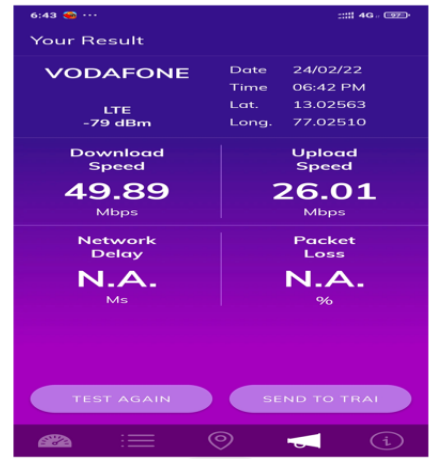 6:43 ... 4G 97
Your Result
VODAFONE
LTE
-79 dBm
Date 24/02/22
Time 06:42 PM
Lat. 13.02563
Long. 77.02510
Download
Speed
49.89
Mbps
Upload
Speed
26.01
Mbps
Network
Delay
N.A.
Ms
Packet
Loss
N.A.
%
TEST AGAIN
SEND TO TRAI